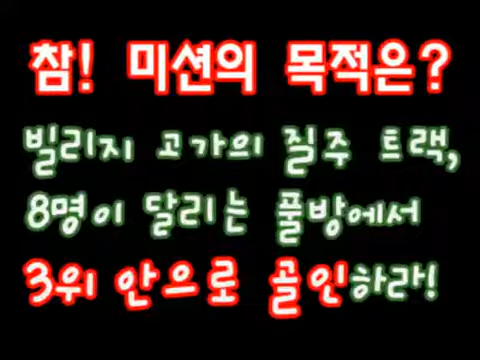 참! 미션의 목적은?
빌리지 고가의 질주 트랙,
8명이 달리는 풀방에서
3위 안으로 골인하라!